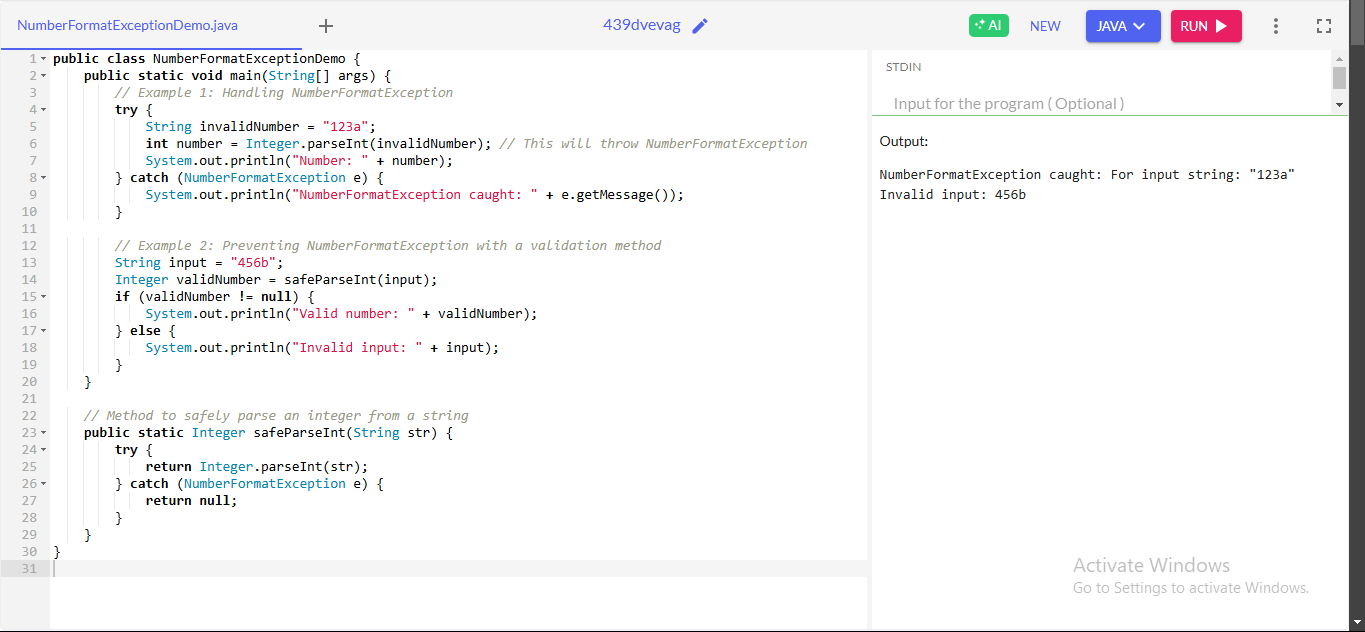 NumberFormatExceptionDemo.java
439dvevag
AI
NEW
JAVA
RUN
1 public class NumberFormatExceptionDemo {
2     public static void main(String[] args) {
3         // Example 1: Handling NumberFormatException
4         try {
5             String invalidNumber = "123a";
6             int number = Integer.parseInt(invalidNumber); // This will throw NumberFormatException
7             System.out.println("Number: " + number);
8         } catch (NumberFormatException e) {
9             System.out.println("NumberFormatException caught: " + e.getMessage());
10         }
11
12         // Example 2: Preventing NumberFormatException with a validation method
13         String input = "456b";
14         Integer validNumber = safeParseInt(input);
15         if (validNumber != null) {
16             System.out.println("Valid number: " + validNumber);
17         } else {
18             System.out.println("Invalid input: " + input);
19         }
20     }
21
22     // Method to safely parse an integer from a string
23     public static Integer safeParseInt(String str) {
24         try {
25             return Integer.parseInt(str);
26         } catch (NumberFormatException e) {
27             return null;
28         }
29     }
30 }
31
STDIN
Input for the program ( Optional )
Output:
NumberFormatException caught: For input string: "123a"
Invalid input: 456b
Activate Windows
Go to Settings to activate Windows.